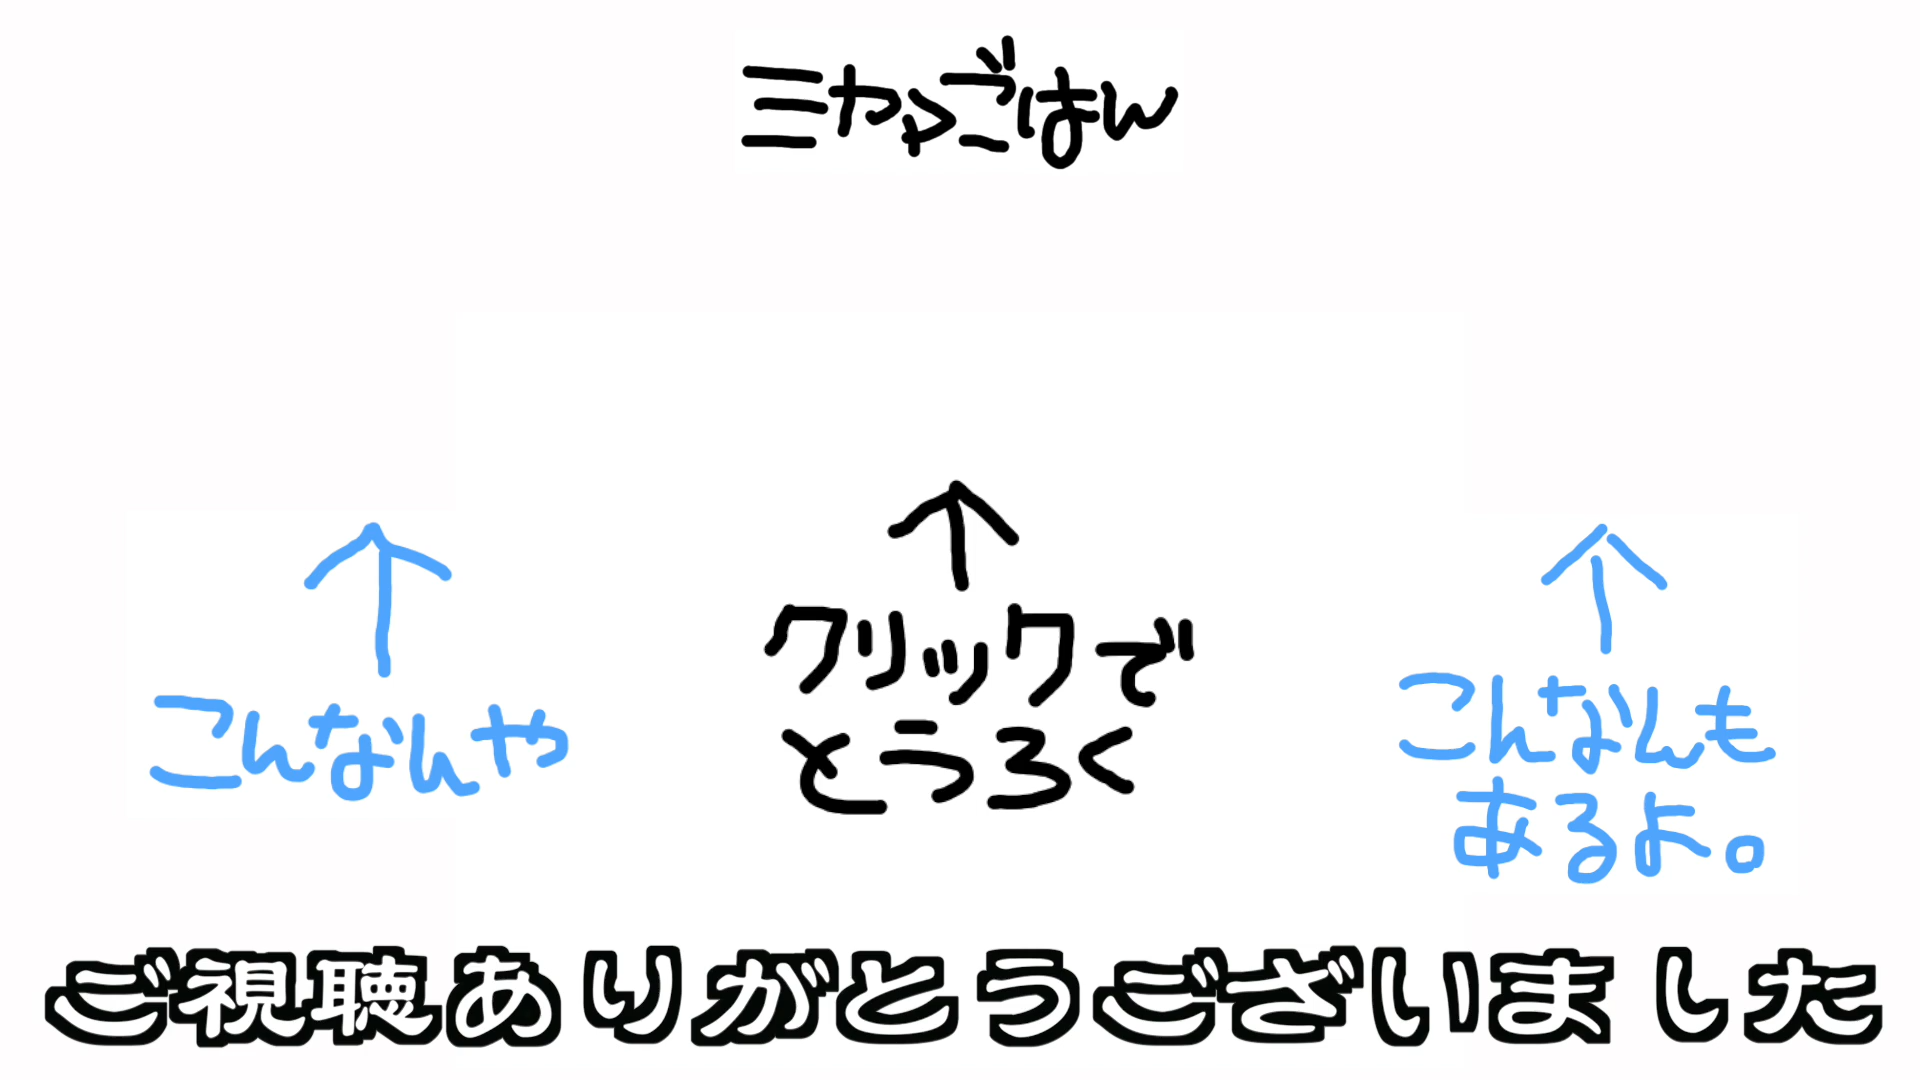 ミヤゃごはん
クリックで
とうろく
こんなんや
こんなんも
あるよ。
ご視聴ありがとうございました